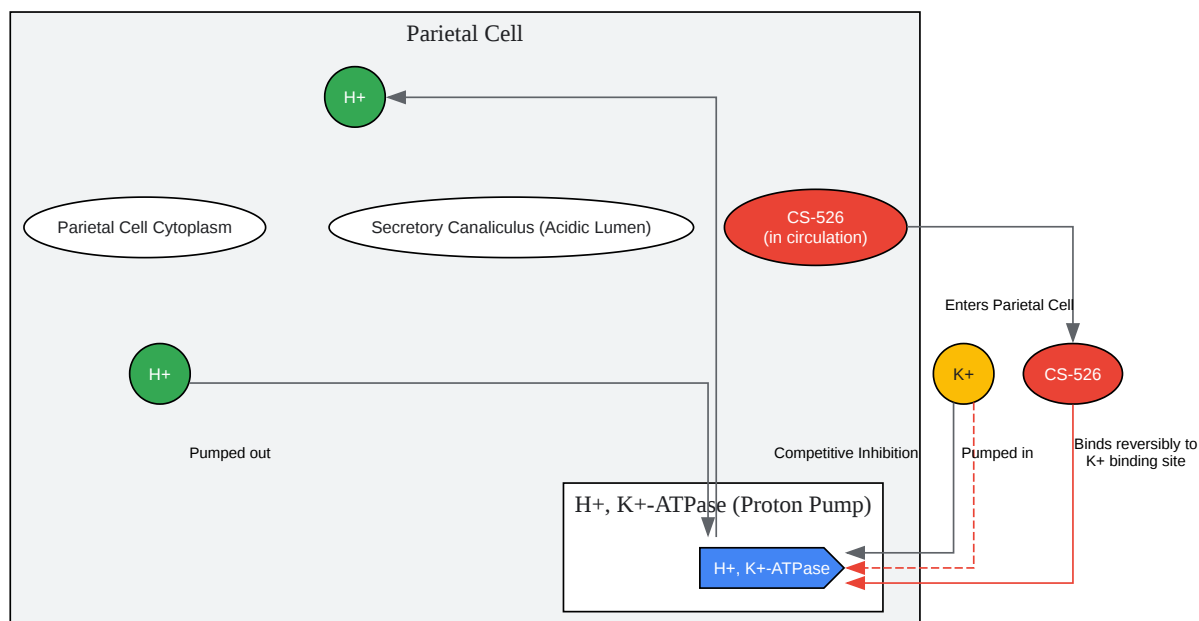 Parietal Cell
H+
Parietal Cell Cytoplasm
Secretory Canaliculus (Acidic Lumen)
CS-526
(in circulation)
Enters Parietal Cell
H+
K+
CS-526
Pumped out
Competitive Inhibition
Pumped in
Binds reversibly to
K+ binding site
H+, K+-ATPase (Proton Pump)
H+, K+-ATPase